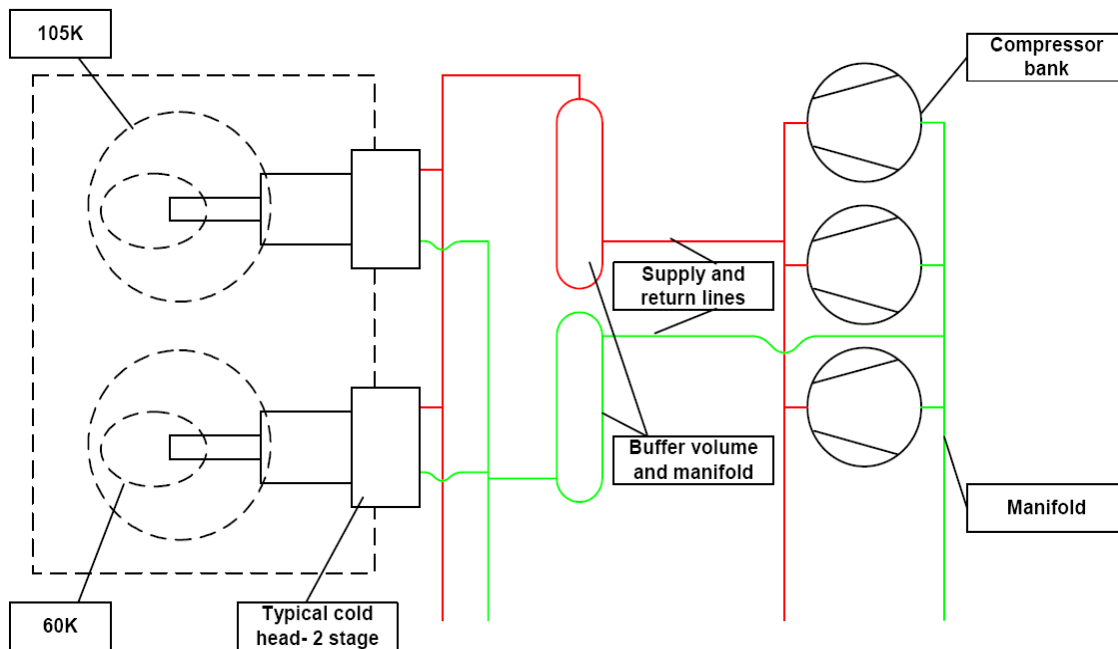 105K
Compressor
bank
Supply and
return lines
Buffer volume
and manifold
Manifold
60K
Typical cold
head- 2 stage